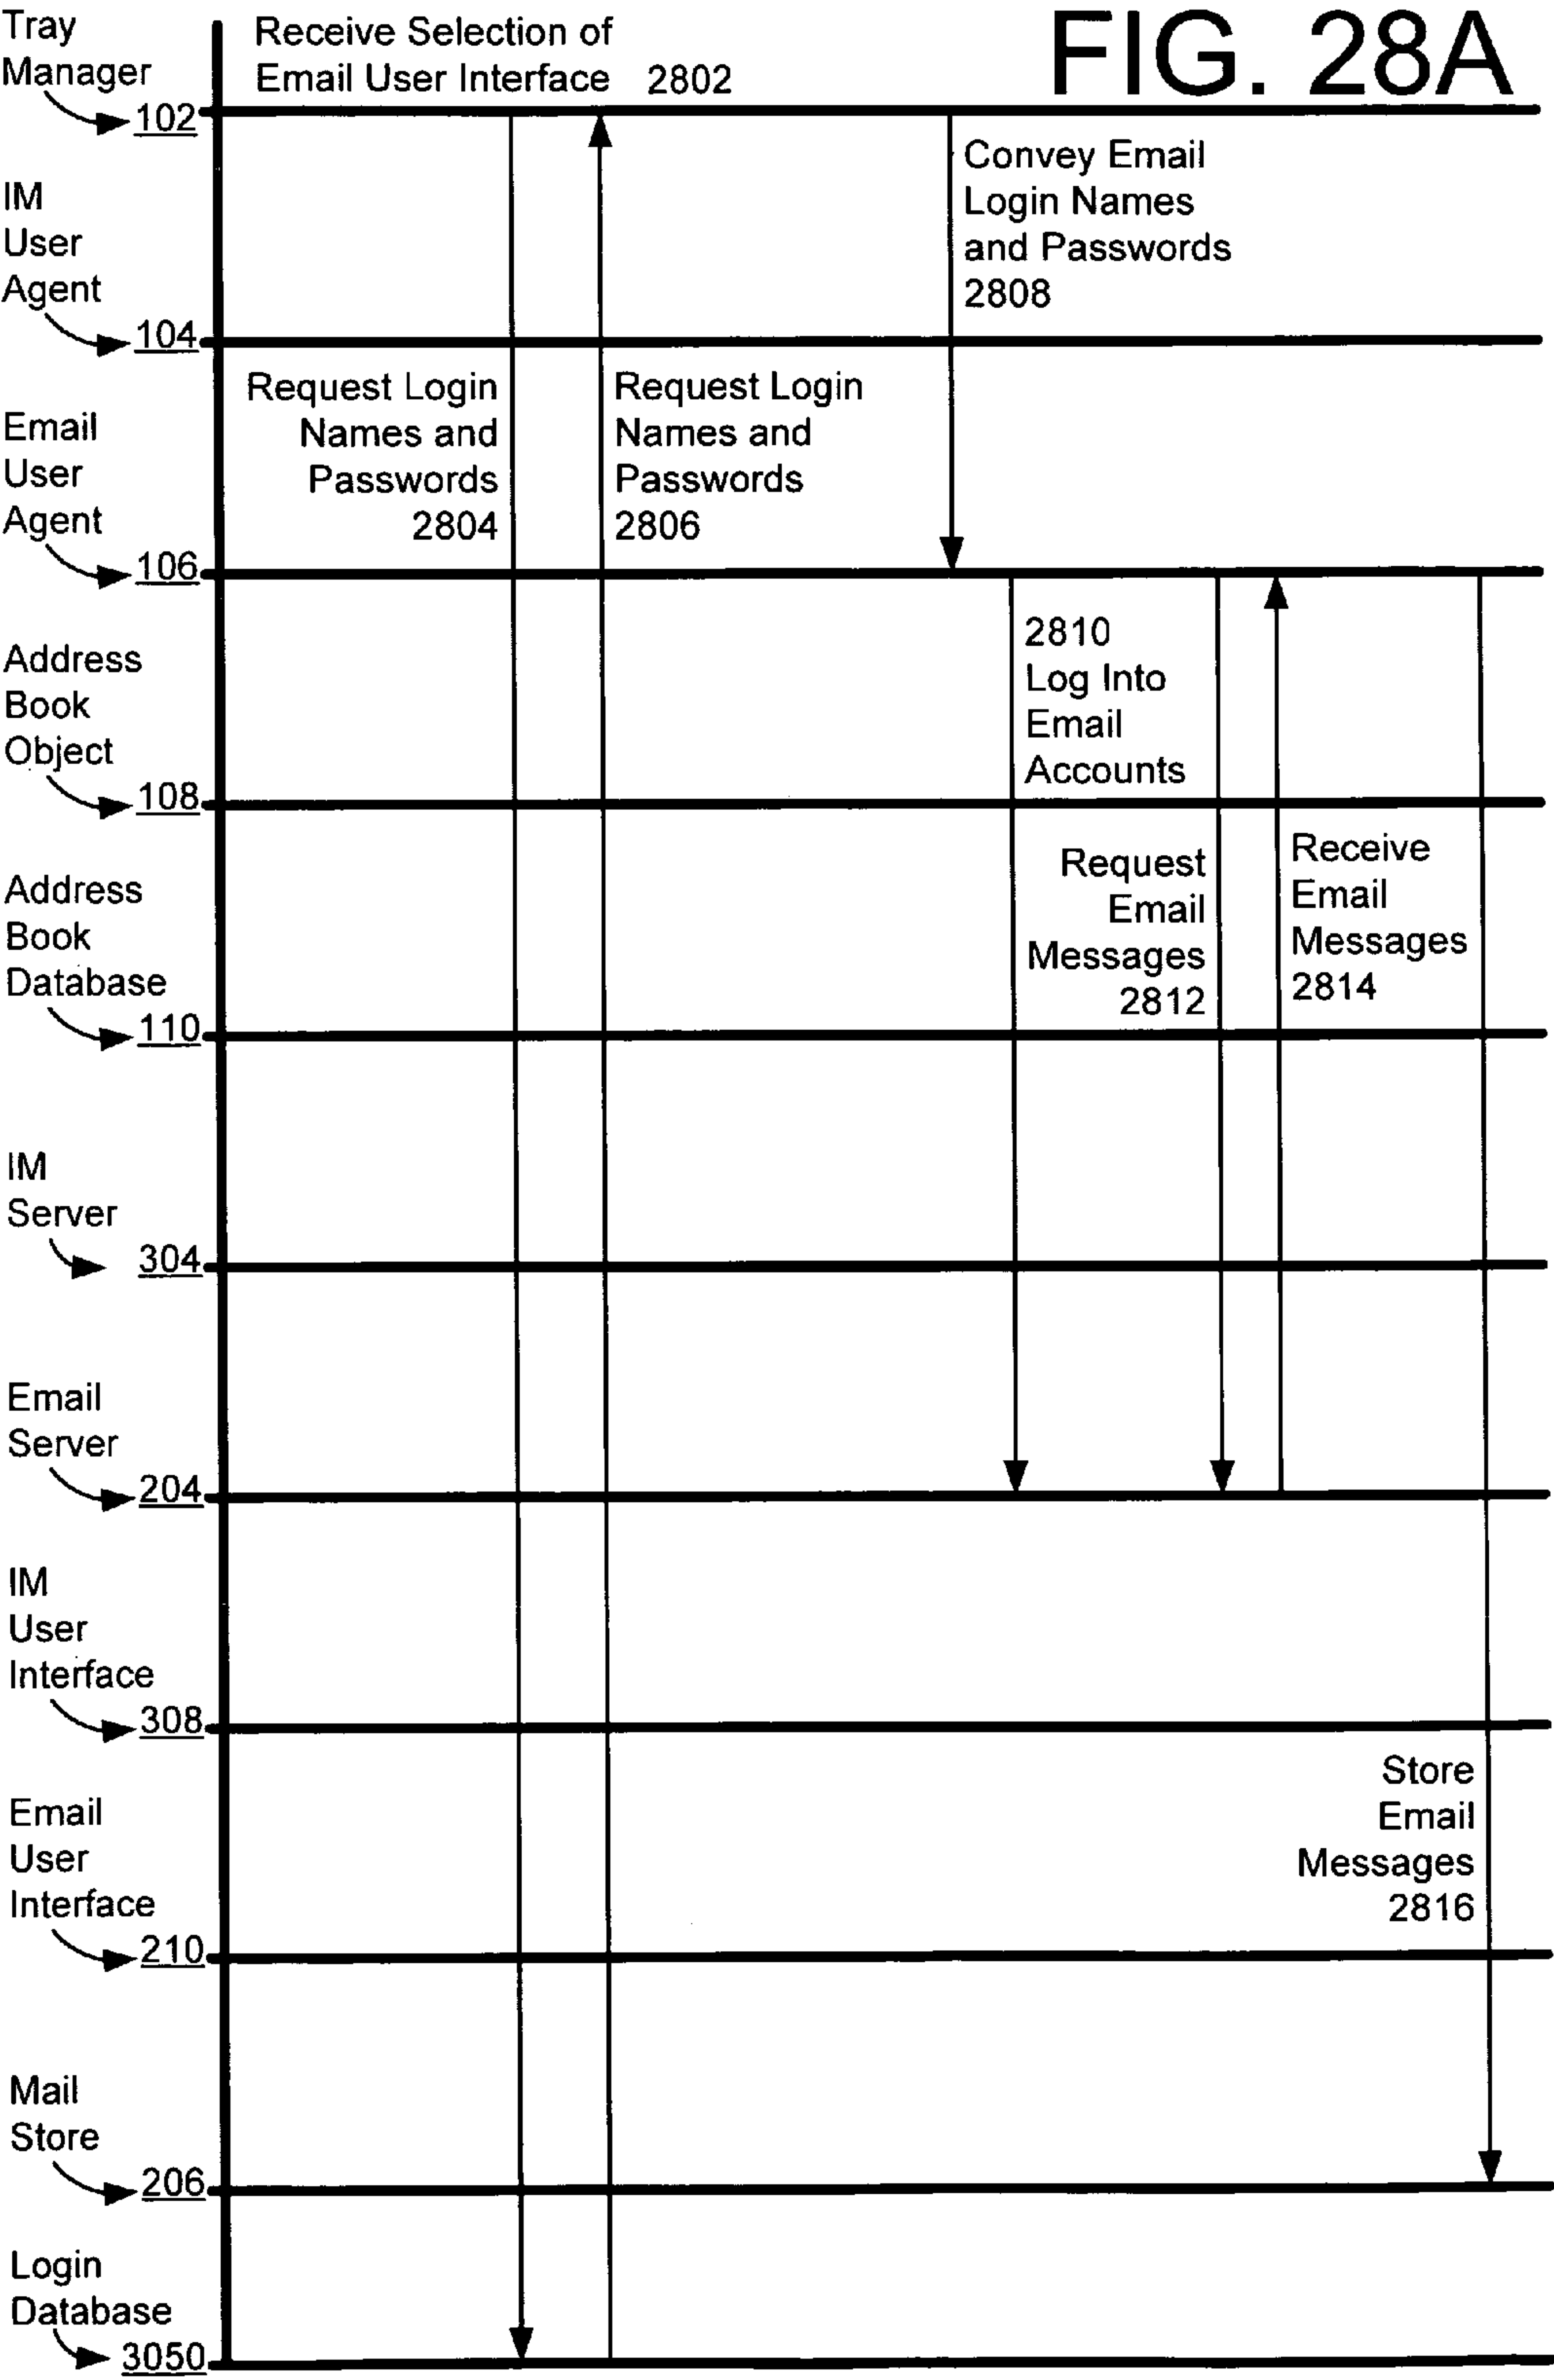 FIG. 28A
Tray
Manager
102
Receive Selection of
Email User Interface 2802
IM
User
Agent
104
Convey Email
Login Names
and Passwords
2808
Email
User
Agent
106
Request Login
Names and
Passwords
2804
Request Login
Names and
Passwords
2806
Address
Book
Object
108
2810
Log Into
Email
Accounts
Address
Book
Database
110
Request
Email
Messages
2812
Receive
Email
Messages
2814
IM
Server
304
Email
Server
204
IM
User
Interface
308
Email
User
Interface
210
Store
Email
Messages
2816
Mail
Store
206
Login
Database
3050